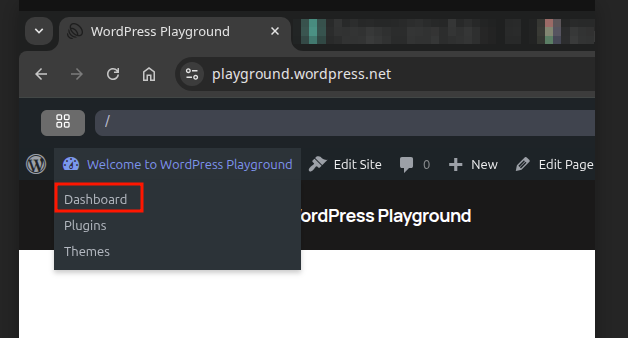 WordPress Playground
playground.wordpress.net
/
Welcome to WordPress Playground
Edit Site
0
New
Edit Page
Dashboard
ordPress Playground
Plugins
Themes